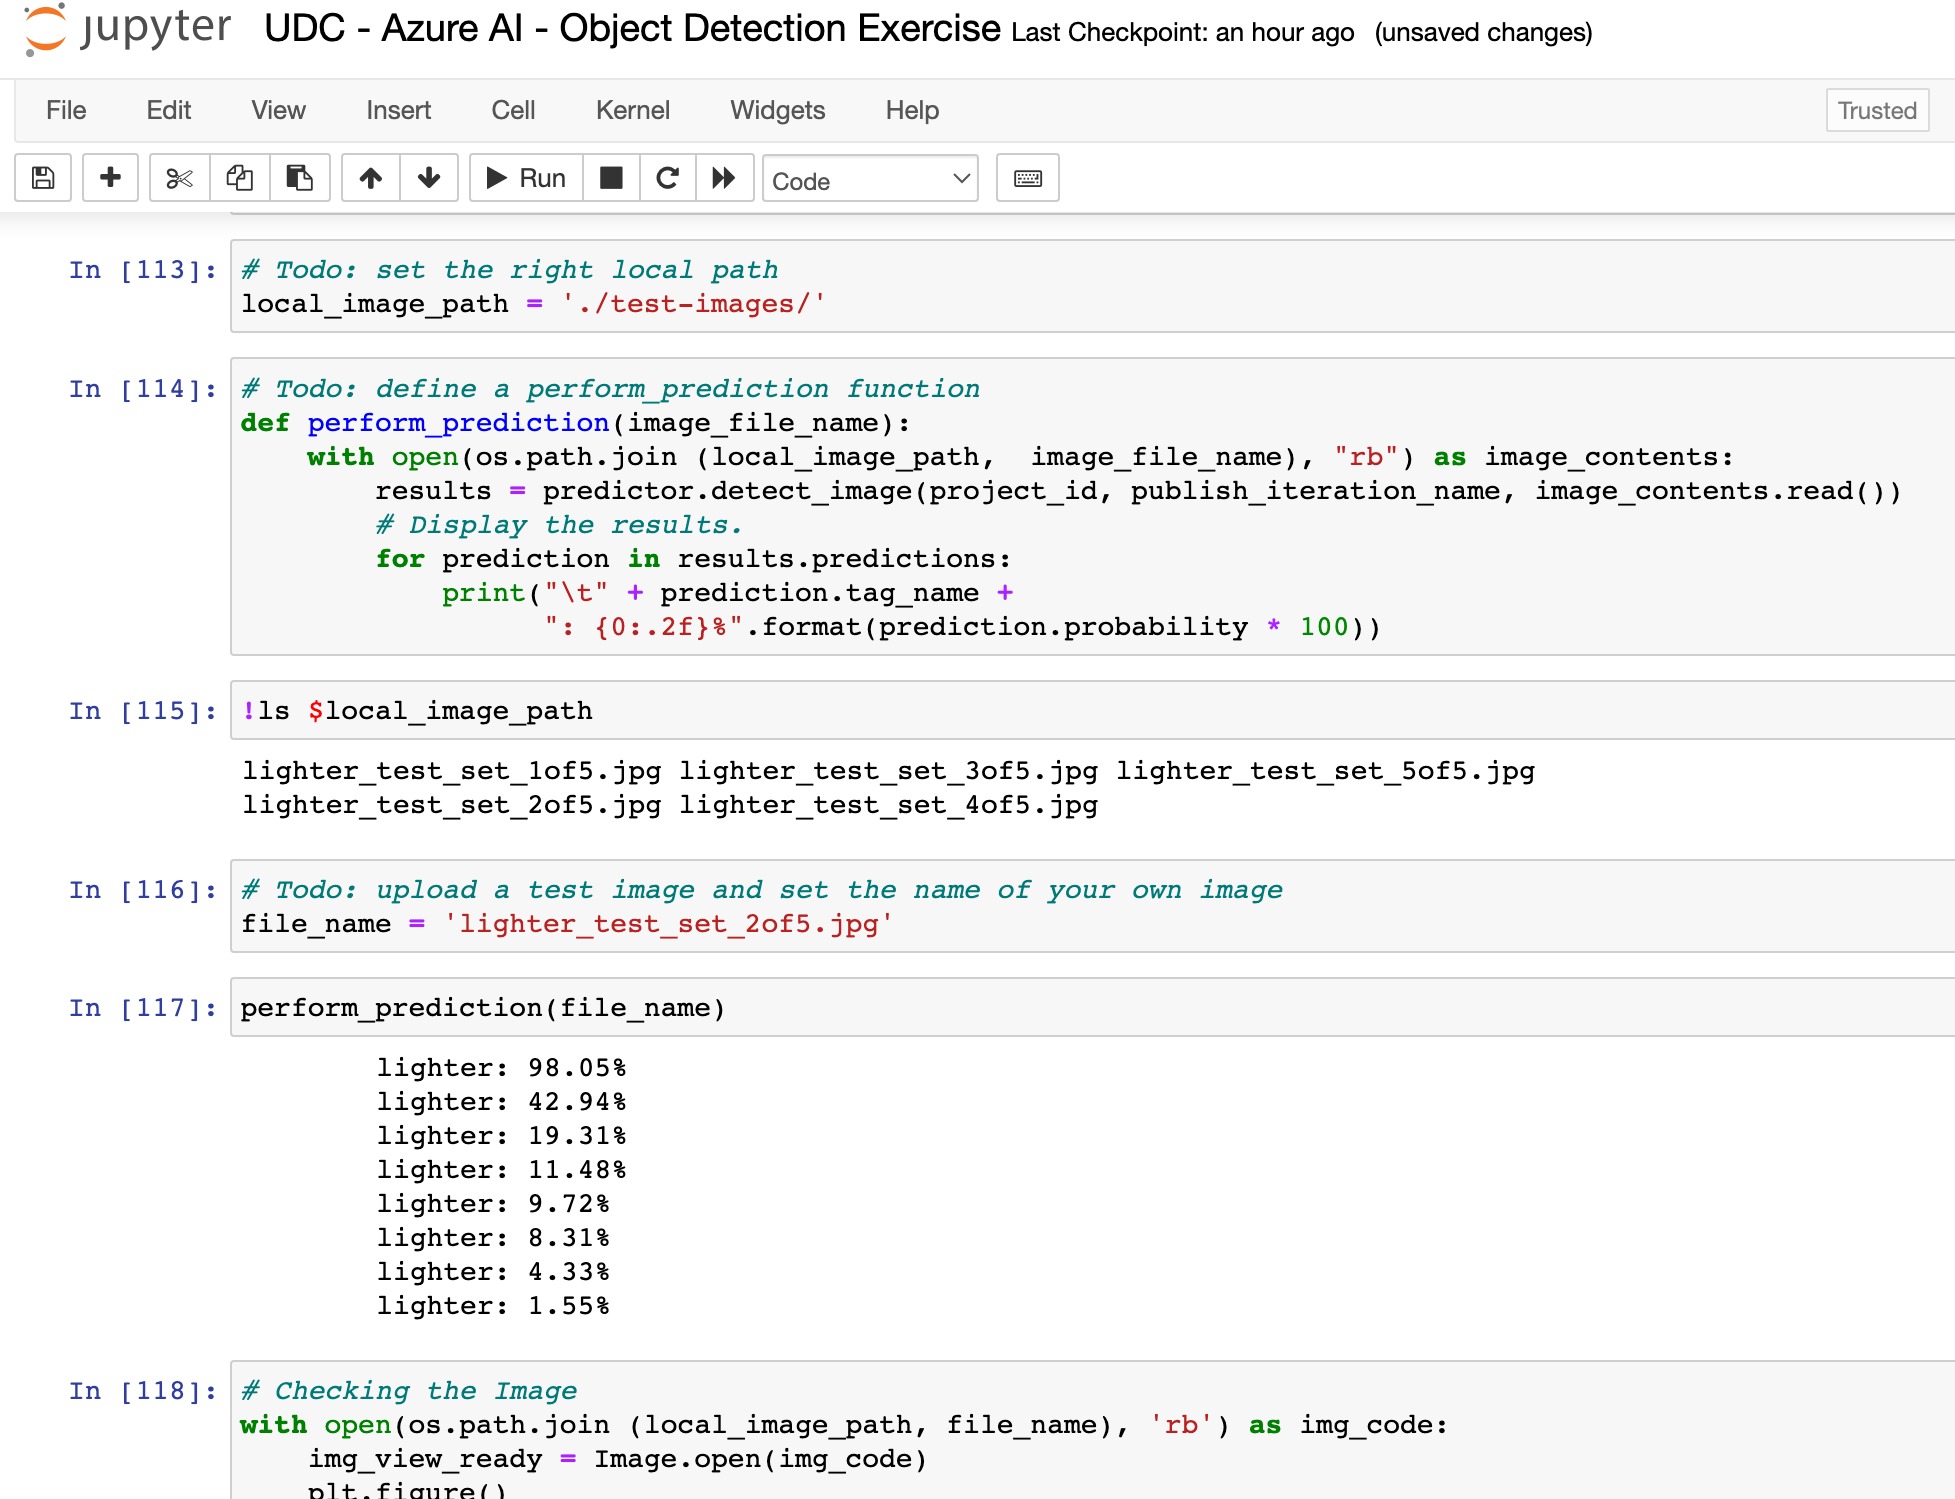 jupyter UDC - Azure AI - Object Detection Exercise Last Checkpoint: an hour ago (unsaved changes)
File Edit View Insert Cell Kernel Widgets Help Trusted
Run Code
In [113]: # Todo: set the right local path
local_image_path = './test-images/'
In [114]: # Todo: define a perform_prediction function
def perform_prediction(image_file_name):
    with open(os.path.join (local_image_path,  image_file_name), "rb") as image_contents:
        results = predictor.detect_image(project_id, publish_iteration_name, image_contents.read())
        # Display the results.
        for prediction in results.predictions:
            print("\t" + prediction.tag_name +
                  ": {0:.2f}%".format(prediction.probability * 100))
In [115]: !ls $local_image_path
lighter_test_set_1of5.jpg lighter_test_set_3of5.jpg lighter_test_set_5of5.jpg
lighter_test_set_2of5.jpg lighter_test_set_4of5.jpg
In [116]: # Todo: upload a test image and set the name of your own image
file_name = 'lighter_test_set_2of5.jpg'
In [117]: perform_prediction(file_name)
lighter: 98.05%
lighter: 42.94%
lighter: 19.31%
lighter: 11.48%
lighter: 9.72%
lighter: 8.31%
lighter: 4.33%
lighter: 1.55%
In [118]: # Checking the Image
with open(os.path.join (local_image_path, file_name), 'rb') as img_code:
    img_view_ready = Image.open(img_code)
    plt.figure()